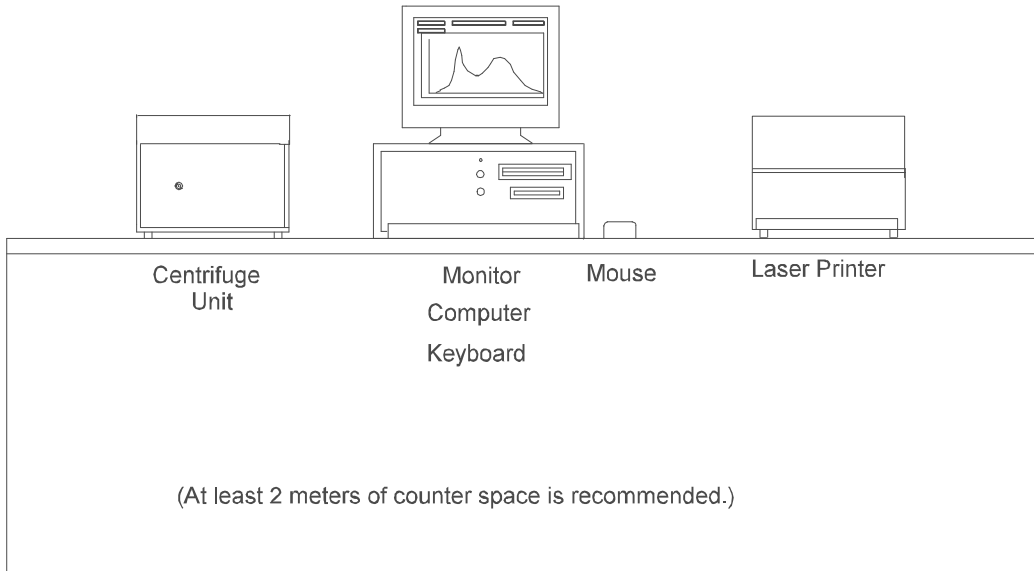 Centrifuge
Unit
Monitor
Computer
Keyboard
Mouse
Laser Printer
(At least 2 meters of counter space is recommended.)